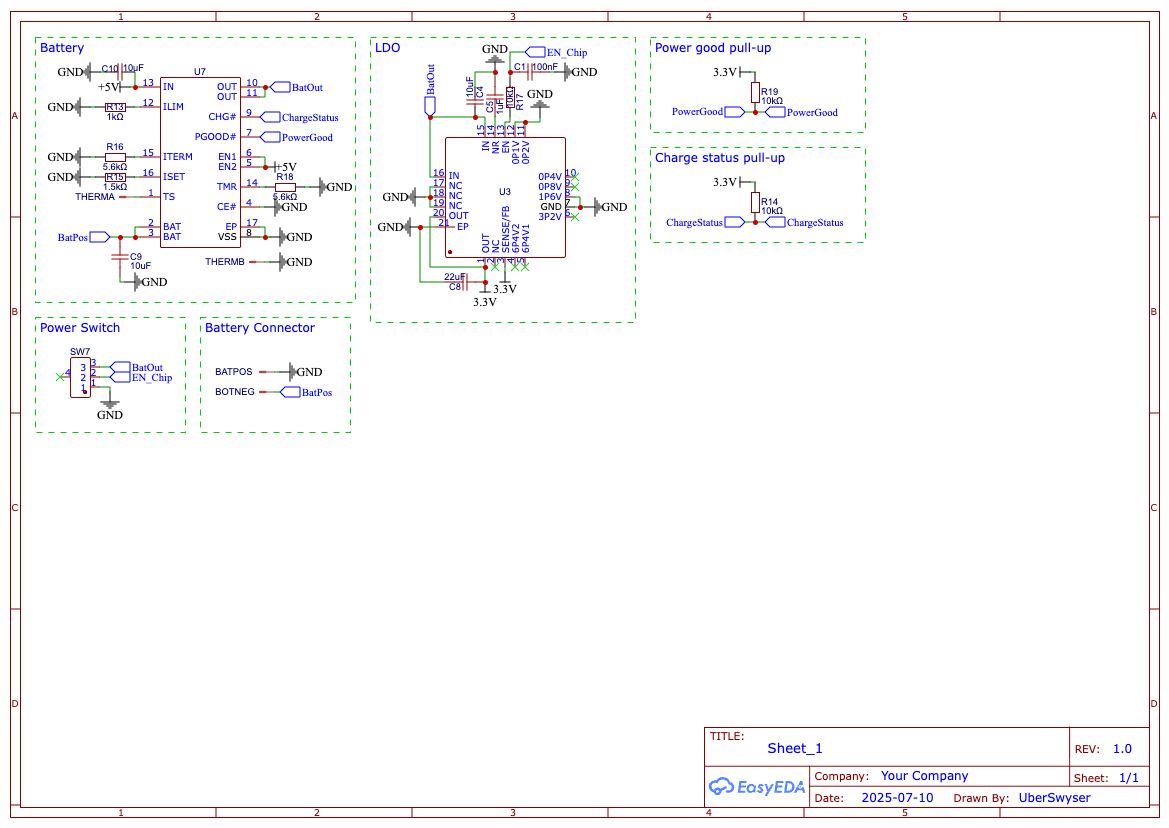 1 2 3 4 5
A
B
C
D
Battery
C10 10uF
GND
+5V
U7
13 IN
12 ILIM
GND R13
1kΩ
GND R16
5.6kΩ
15 ITERM
GND R15
1.5kΩ
16 ISET
THERMA 1 TS
BatPos
2 BAT
3 BAT
C9
10uF
GND
OUT 10 BatOut
OUT 11
CHG# 9 ChargeStatus
PGOOD# 7 PowerGood
EN1 6
EN2 5 +5V
TMR 14 R18
5.6kΩ
GND
CE# 4 GND
EP 17
VSS 8 GND
THERMB GND
LDO
GND
EN_Chip
C1 100nF
GND
BatOut
10uF
C4
C5
1uF
10kΩ
R17
GND
15 14 13 12 11
IN NR EN 0P1V 0P2V
U3
16 IN
17 NC
18 NC
19 NC
20 OUT
21 EP
GND
GND
0P4V 10
0P8V 9
1P6V 8
GND 7
3P2V 6
GND
OUT NC SENSE/FB 6P4V2 6P4V1
1 2 3 4 5
22uF
C8
3.3V
3.3V
Power good pull-up
3.3V
R19
10kΩ
PowerGood PowerGood
Charge status pull-up
3.3V
R14
10kΩ
ChargeStatus ChargeStatus
Power Switch
SW7
4
3 3 BatOut
2 2 EN_Chip
1 1
GND
Battery Connector
BATPOS GND
BOTNEG BatPos
TITLE:
Sheet_1
REV: 1.0
EasyEDA
Company: Your Company
Sheet: 1/1
Date: 2025-07-10 Drawn By: UberSwyser
A
B
C
D
1 2 3 4 5